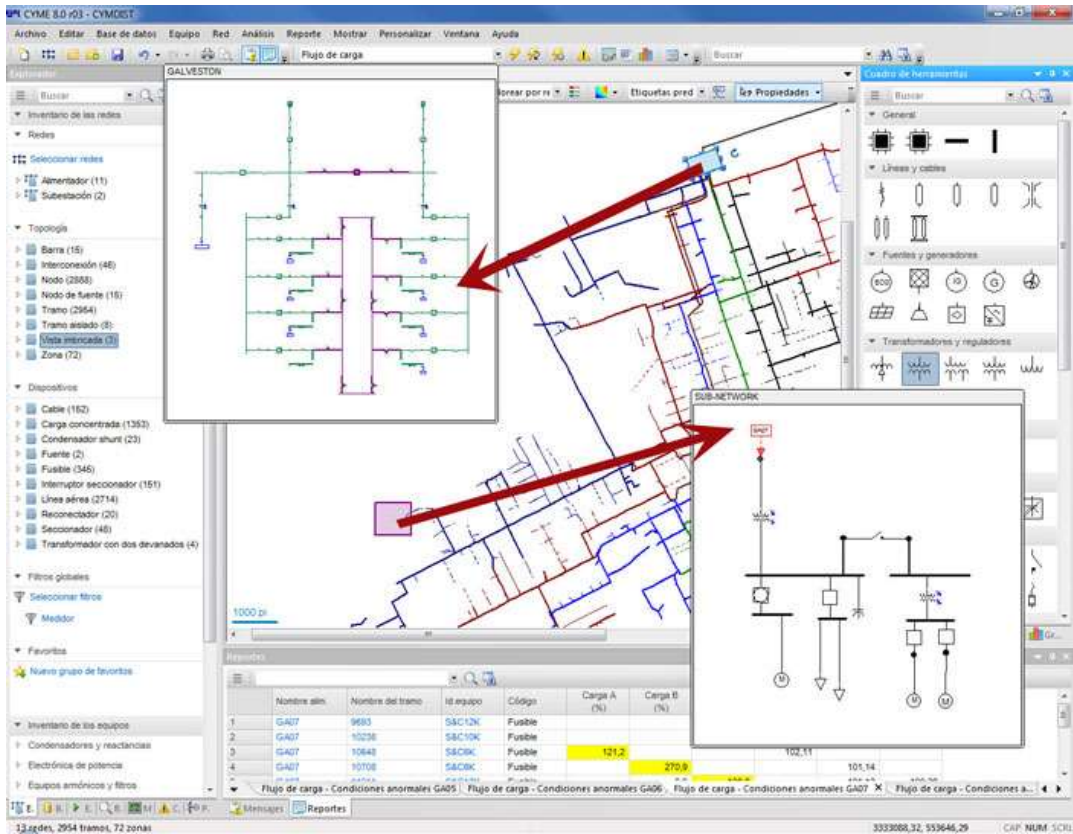 CYME 8.0 r03 - CYMDIST
Archivo Editar Base de datos Equipo Red Análisis Reporte Mostrar Personalizar Ventana Ayuda
Flujo de carga
Buscar
Buscar
Inventario de las redes
Redes
Seleccionar redes
Alimentador (11)
Subestación (2)
Topología
Barra (15)
Interconexión (46)
Nodo (2888)
Nodo de fuente (15)
Tramo (2954)
Tramo aislado (8)
Vista intrincada (3)
Zona (72)
Dispositivos
Cable (152)
Carga concentrada (1353)
Condensador shunt (23)
Fuente (2)
Fusible (345)
Interruptor seccionador (151)
Línea aérea (2714)
Reconectador (20)
Seccionador (48)
Transformador con dos devanados (4)
Filtros globales
Seleccionar filtros
Medidor
Favoritos
Nuevo grupo de favoritos
Inventario de los equipos
Condensadores y reactancias
Electrónica de potencia
Equipos armónicos y filtros
GALVESTON
Etiquetas pred
Propiedades
1000 pi
SUB-NETWORK
GA07
M
M
M
Cuadro de herramientas
Buscar
General
Líneas y cables
Fuentes y generadores
ECG
IG
G
Transformadores y reguladores
Reportes
Nombre alim. Nombre del tramo Id equipo Código Carga A (%) Carga B (%)
1 GA07 9693 S&C12K Fusible
2 GA07 10238 S&C10K Fusible
3 GA07 10648 S&C8K Fusible 121,2 102,11
4 GA07 10708 S&C8K Fusible 270,9 101,14
Flujo de carga - Condiciones anormales GA05 Flujo de carga - Condiciones anormales GA06 Flujo de carga - Condiciones anormales GA07 X Flujo de carga - Condiciones a...
Mensajes Reportes
13 redes, 2954 tramos, 72 zonas
3333088,32, 553646,29 CAP NUM SCRL